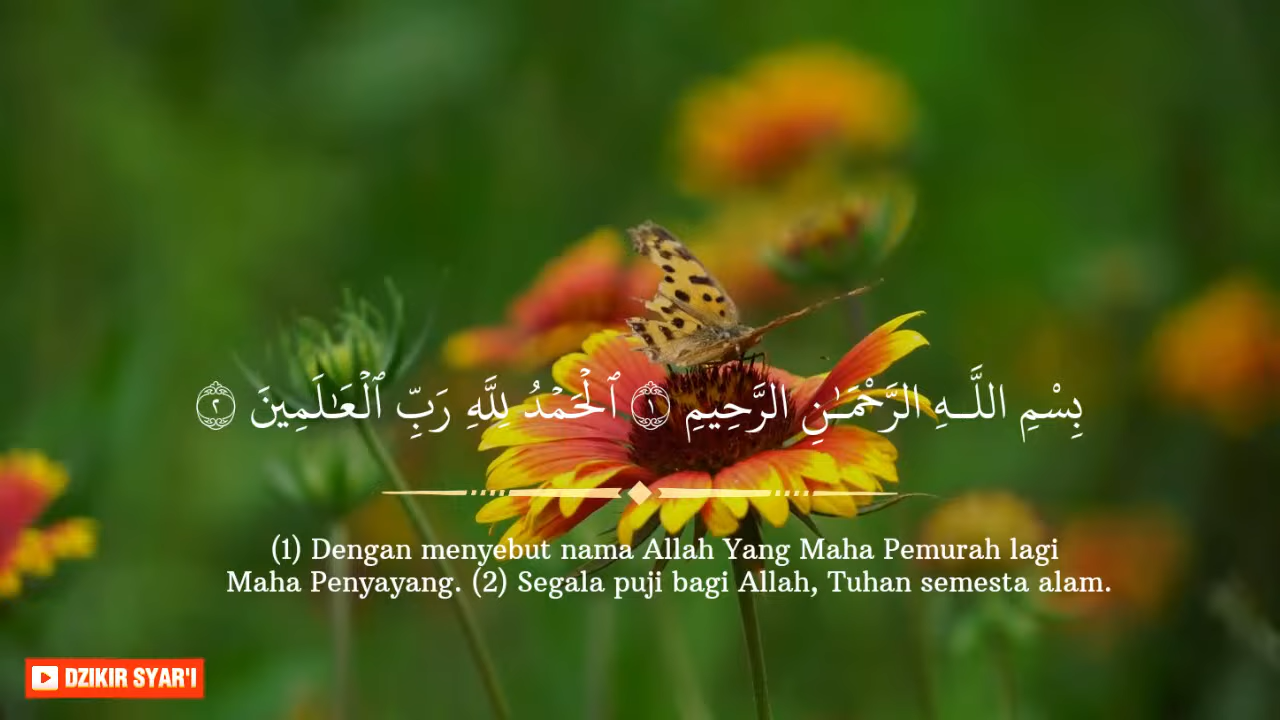 بِسْمِ اللَّـهِ الرَّحْمَـٰنِ الرَّحِيمِ ۝١ ٱلْحَمْدُ لِلَّهِ رَبِّ ٱلْعَـٰلَمِينَ ۝٢
(1) Dengan menyebut nama Allah Yang Maha Pemurah lagi
Maha Penyayang. (2) Segala puji bagi Allah, Tuhan semesta alam.
DZIKIR SYAR'I